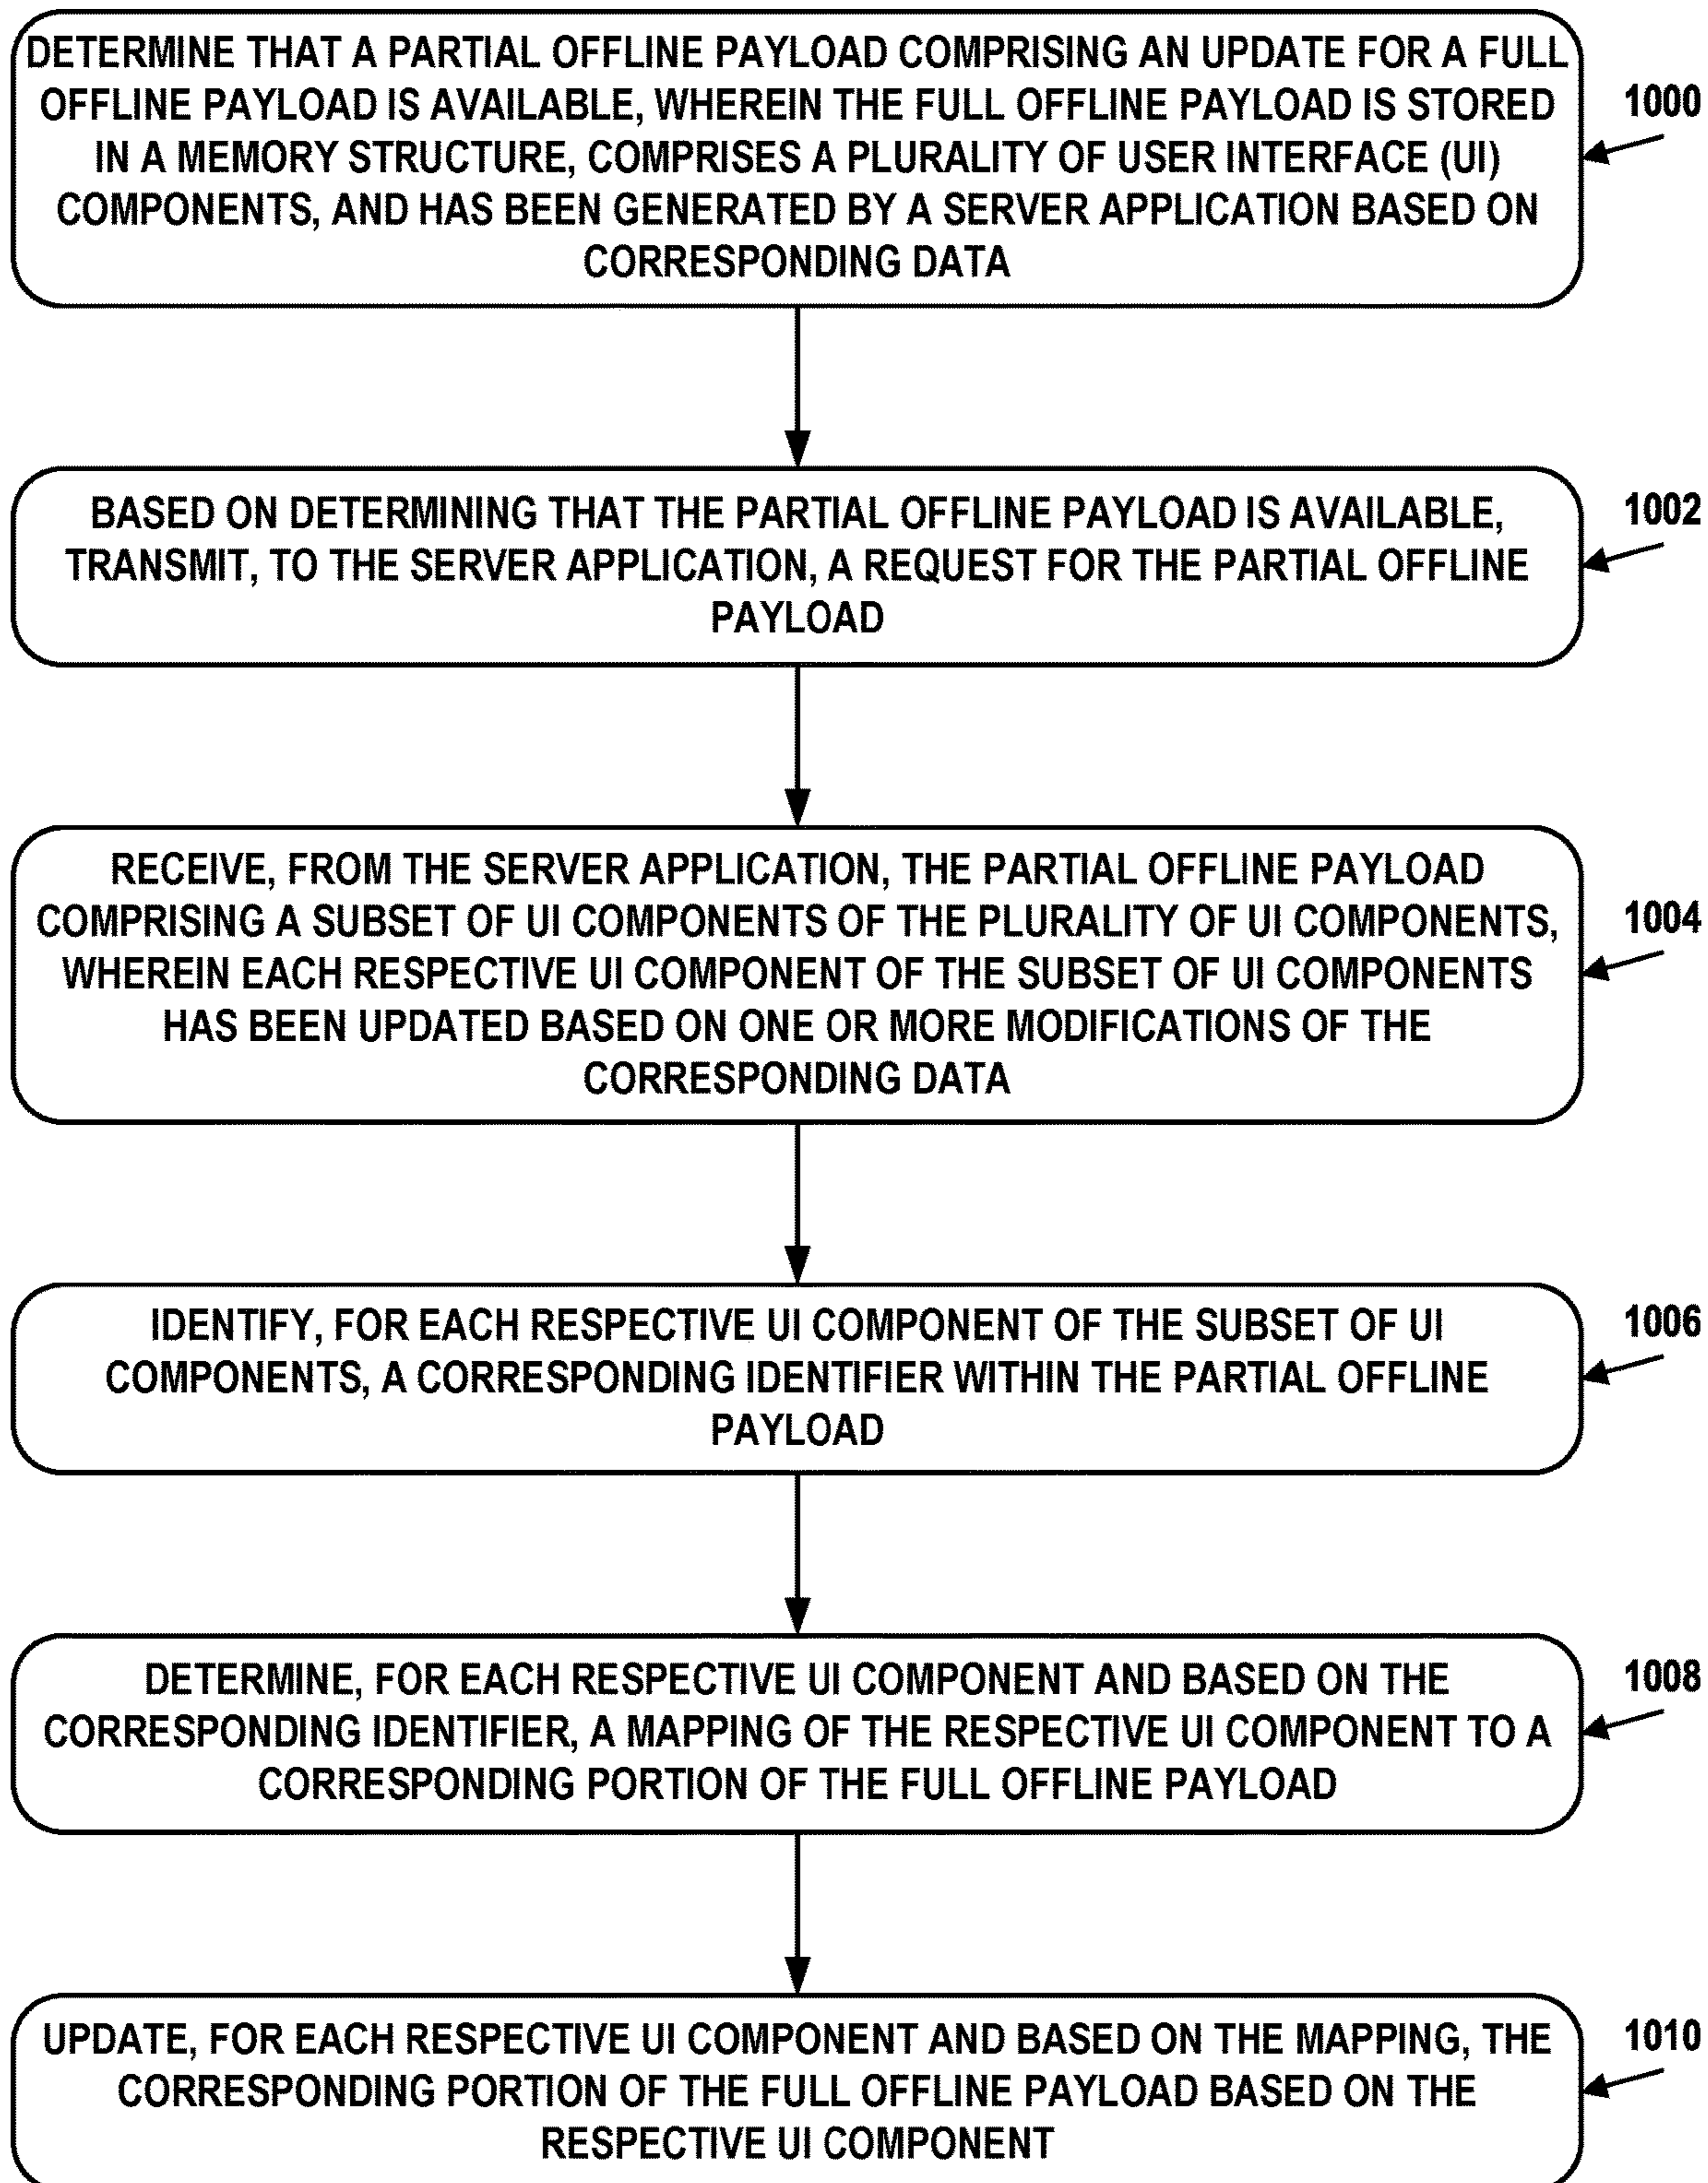 DETERMINE THAT A PARTIAL OFFLINE PAYLOAD COMPRISING AN UPDATE FOR A FULL
OFFLINE PAYLOAD IS AVAILABLE, WHEREIN THE FULL OFFLINE PAYLOAD IS STORED
IN A MEMORY STRUCTURE, COMPRISES A PLURALITY OF USER INTERFACE (UI)
COMPONENTS, AND HAS BEEN GENERATED BY A SERVER APPLICATION BASED ON
CORRESPONDING DATA
1000
BASED ON DETERMINING THAT THE PARTIAL OFFLINE PAYLOAD IS AVAILABLE,
TRANSMIT, TO THE SERVER APPLICATION, A REQUEST FOR THE PARTIAL OFFLINE
PAYLOAD
1002
RECEIVE, FROM THE SERVER APPLICATION, THE PARTIAL OFFLINE PAYLOAD
COMPRISING A SUBSET OF UI COMPONENTS OF THE PLURALITY OF UI COMPONENTS,
WHEREIN EACH RESPECTIVE UI COMPONENT OF THE SUBSET OF UI COMPONENTS
HAS BEEN UPDATED BASED ON ONE OR MORE MODIFICATIONS OF THE
CORRESPONDING DATA
1004
IDENTIFY, FOR EACH RESPECTIVE UI COMPONENT OF THE SUBSET OF UI
COMPONENTS, A CORRESPONDING IDENTIFIER WITHIN THE PARTIAL OFFLINE
PAYLOAD
1006
DETERMINE, FOR EACH RESPECTIVE UI COMPONENT AND BASED ON THE
CORRESPONDING IDENTIFIER, A MAPPING OF THE RESPECTIVE UI COMPONENT TO A
CORRESPONDING PORTION OF THE FULL OFFLINE PAYLOAD
1008
UPDATE, FOR EACH RESPECTIVE UI COMPONENT AND BASED ON THE MAPPING, THE
CORRESPONDING PORTION OF THE FULL OFFLINE PAYLOAD BASED ON THE
RESPECTIVE UI COMPONENT
1010